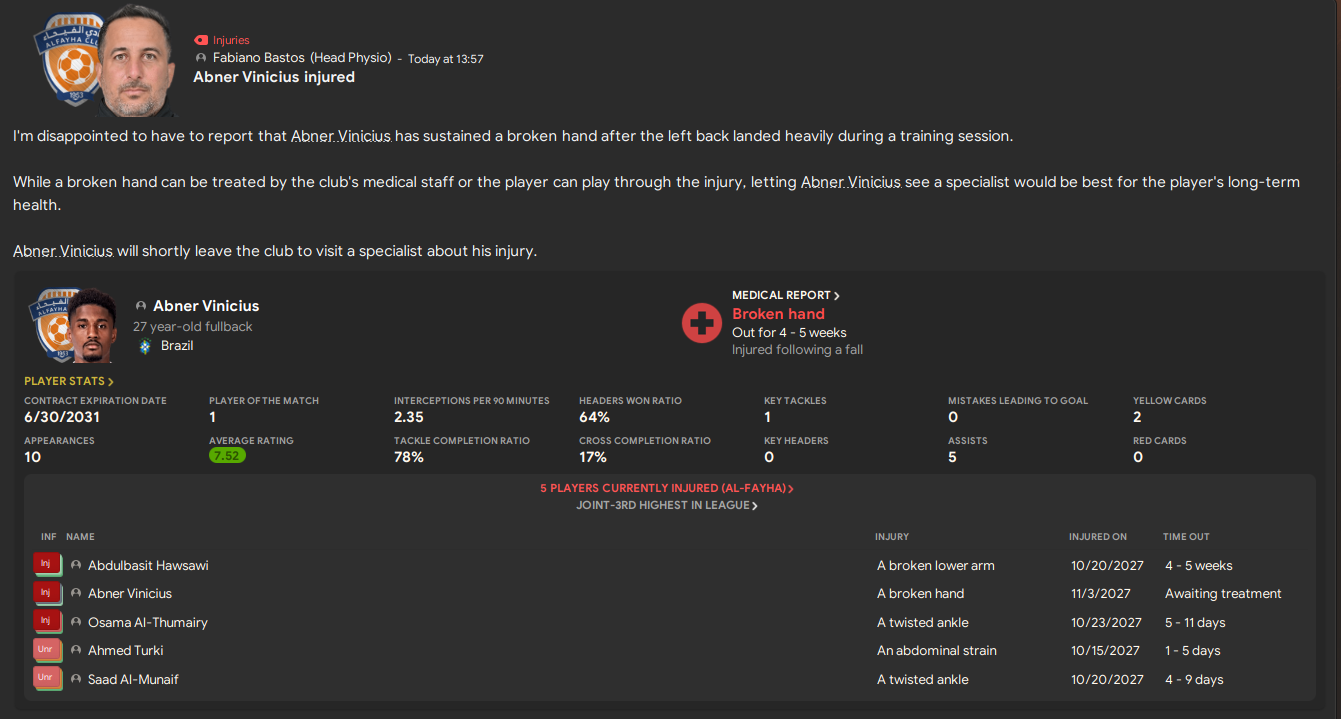 Injuries
Fabiano Bastos (Head Physio) - Today at 13:57
Abner Vinicius injured
I'm disappointed to have to report that Abner Vinicius has sustained a broken hand after the left back landed heavily during a training session.
While a broken hand can be treated by the club's medical staff or the player can play through the injury, letting Abner Vinicius see a specialist would be best for the player's long-term
health.
Abner Vinicius will shortly leave the club to visit a specialist about his injury.
Abner Vinicius
27 year-old fullback
Brazil
MEDICAL REPORT
Broken hand
Out for 4 - 5 weeks
Injured following a fall
PLAYER STATS
CONTRACT EXPIRATION DATE PLAYER OF THE MATCH INTERCEPTIONS PER 90 MINUTES HEADERS WON RATIO KEY TACKLES MISTAKES LEADING TO GOAL YELLOW CARDS
6/30/2031 1 2.35 64% 1 0 2
APPEARANCES AVERAGE RATING TACKLE COMPLETION RATIO CROSS COMPLETION RATIO KEY HEADERS ASSISTS RED CARDS
10 7.52 78% 17% 0 5 0
5 PLAYERS CURRENTLY INJURED (AL-FAYHA)
JOINT-3RD HIGHEST IN LEAGUE
INF NAME INJURY INJURED ON TIME OUT
Inj Abdulbasit Hawsawi A broken lower arm 10/20/2027 4 - 5 weeks
Inj Abner Vinicius A broken hand 11/3/2027 Awaiting treatment
Inj Osama Al-Thumairy A twisted ankle 10/23/2027 5 - 11 days
Unr Ahmed Turki An abdominal strain 10/15/2027 1 - 5 days
Unr Saad Al-Munaif A twisted ankle 10/20/2027 4 - 9 days